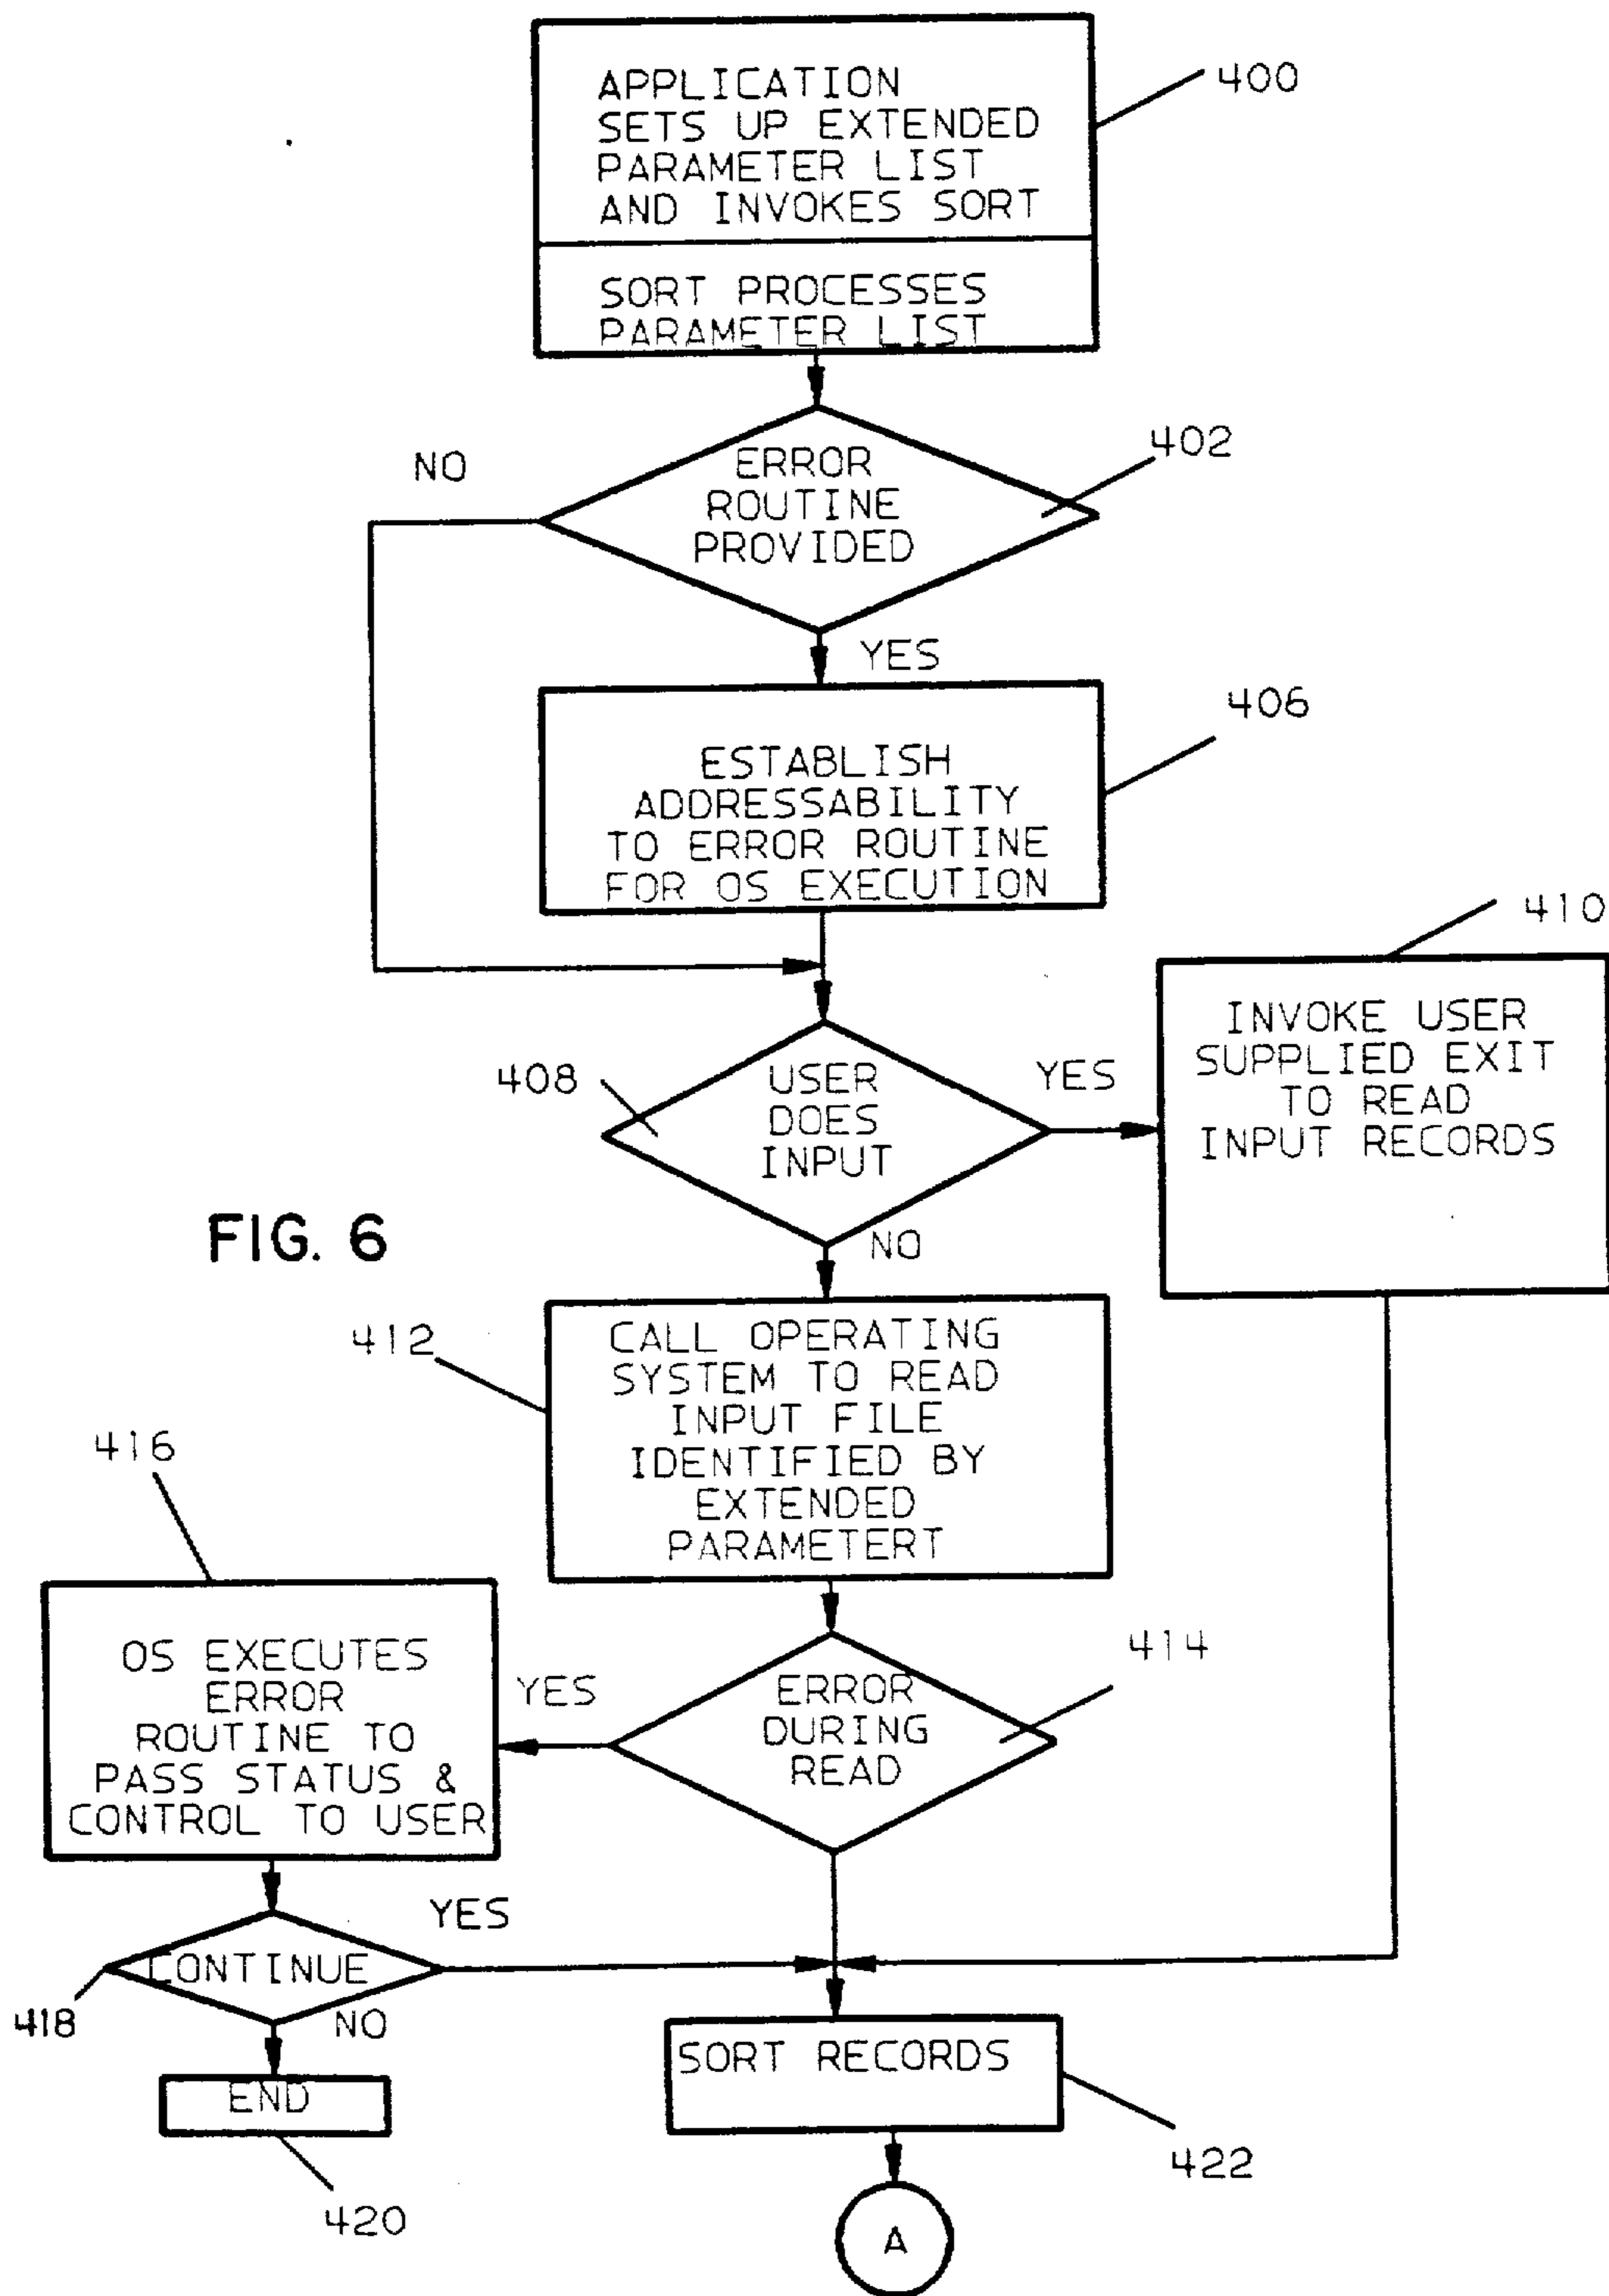 APPLICATION
SETS UP EXTENDED
PARAMETER LIST
AND INVOKES SORT
400
SORT PROCESSES
PARAMETER LIST
ERROR
ROUTINE
PROVIDED
402
NO
YES
406
ESTABLISH
ADDRESSABILITY
TO ERROR ROUTINE
FOR OS EXECUTION
410
INVOKE USER
SUPPLIED EXIT
TO READ
INPUT RECORDS
408
USER
DOES
INPUT
YES
NO
FIG. 6
412
CALL OPERATING
SYSTEM TO READ
INPUT FILE
IDENTIFIED BY
EXTENDED
PARAMETERT
416
OS EXECUTES
ERROR
ROUTINE TO
PASS STATUS &
CONTROL TO USER
YES
ERROR
DURING
READ
414
YES
CONTINUE
418
NO
END
420
SORT RECORDS
422
A